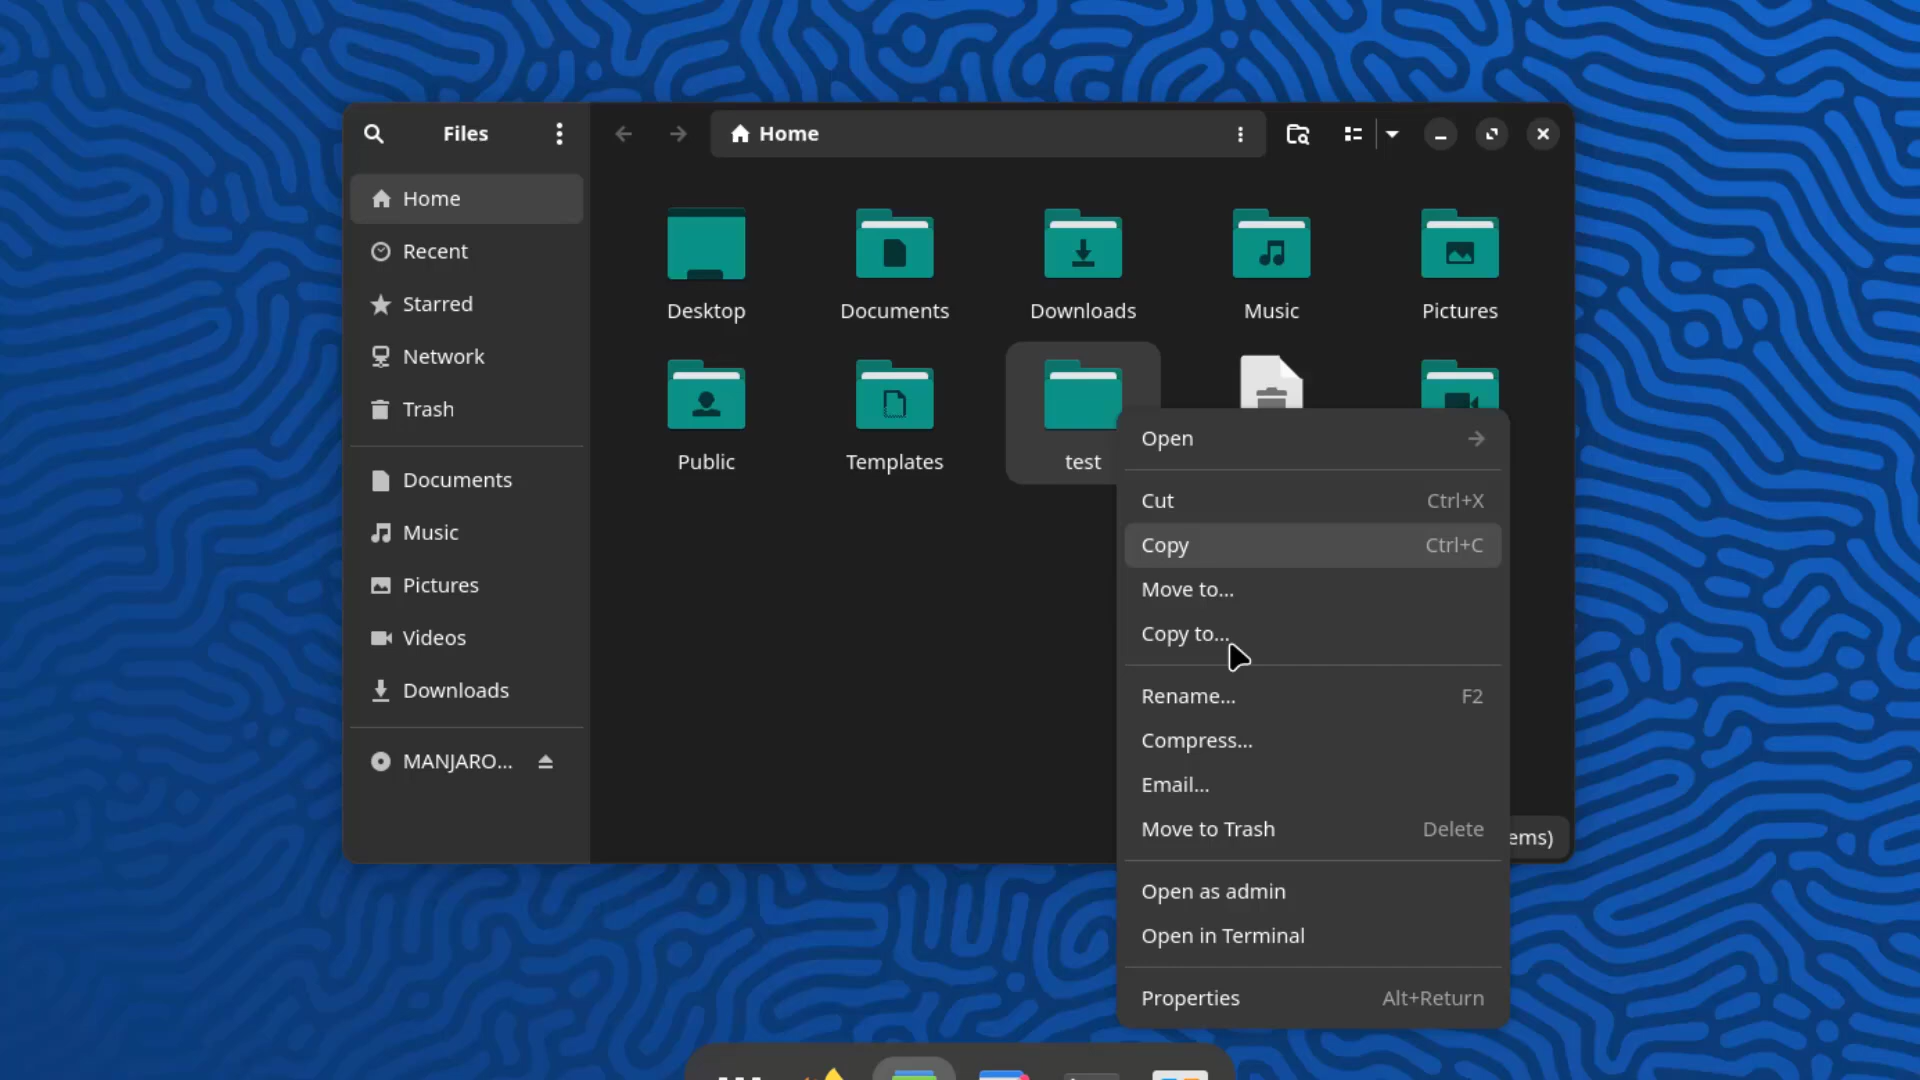 Files
Home
Home
Recent
Starred
Network
Trash
Documents
Music
Pictures
Videos
Downloads
MANJARO...
Desktop
Documents
Downloads
Music
Pictures
Public
Templates
test
Open
Cut Ctrl+X
Copy Ctrl+C
Move to...
Copy to...
Rename... F2
Compress...
Email...
Move to Trash Delete
Open as admin
Open in Terminal
Properties Alt+Return
ems)